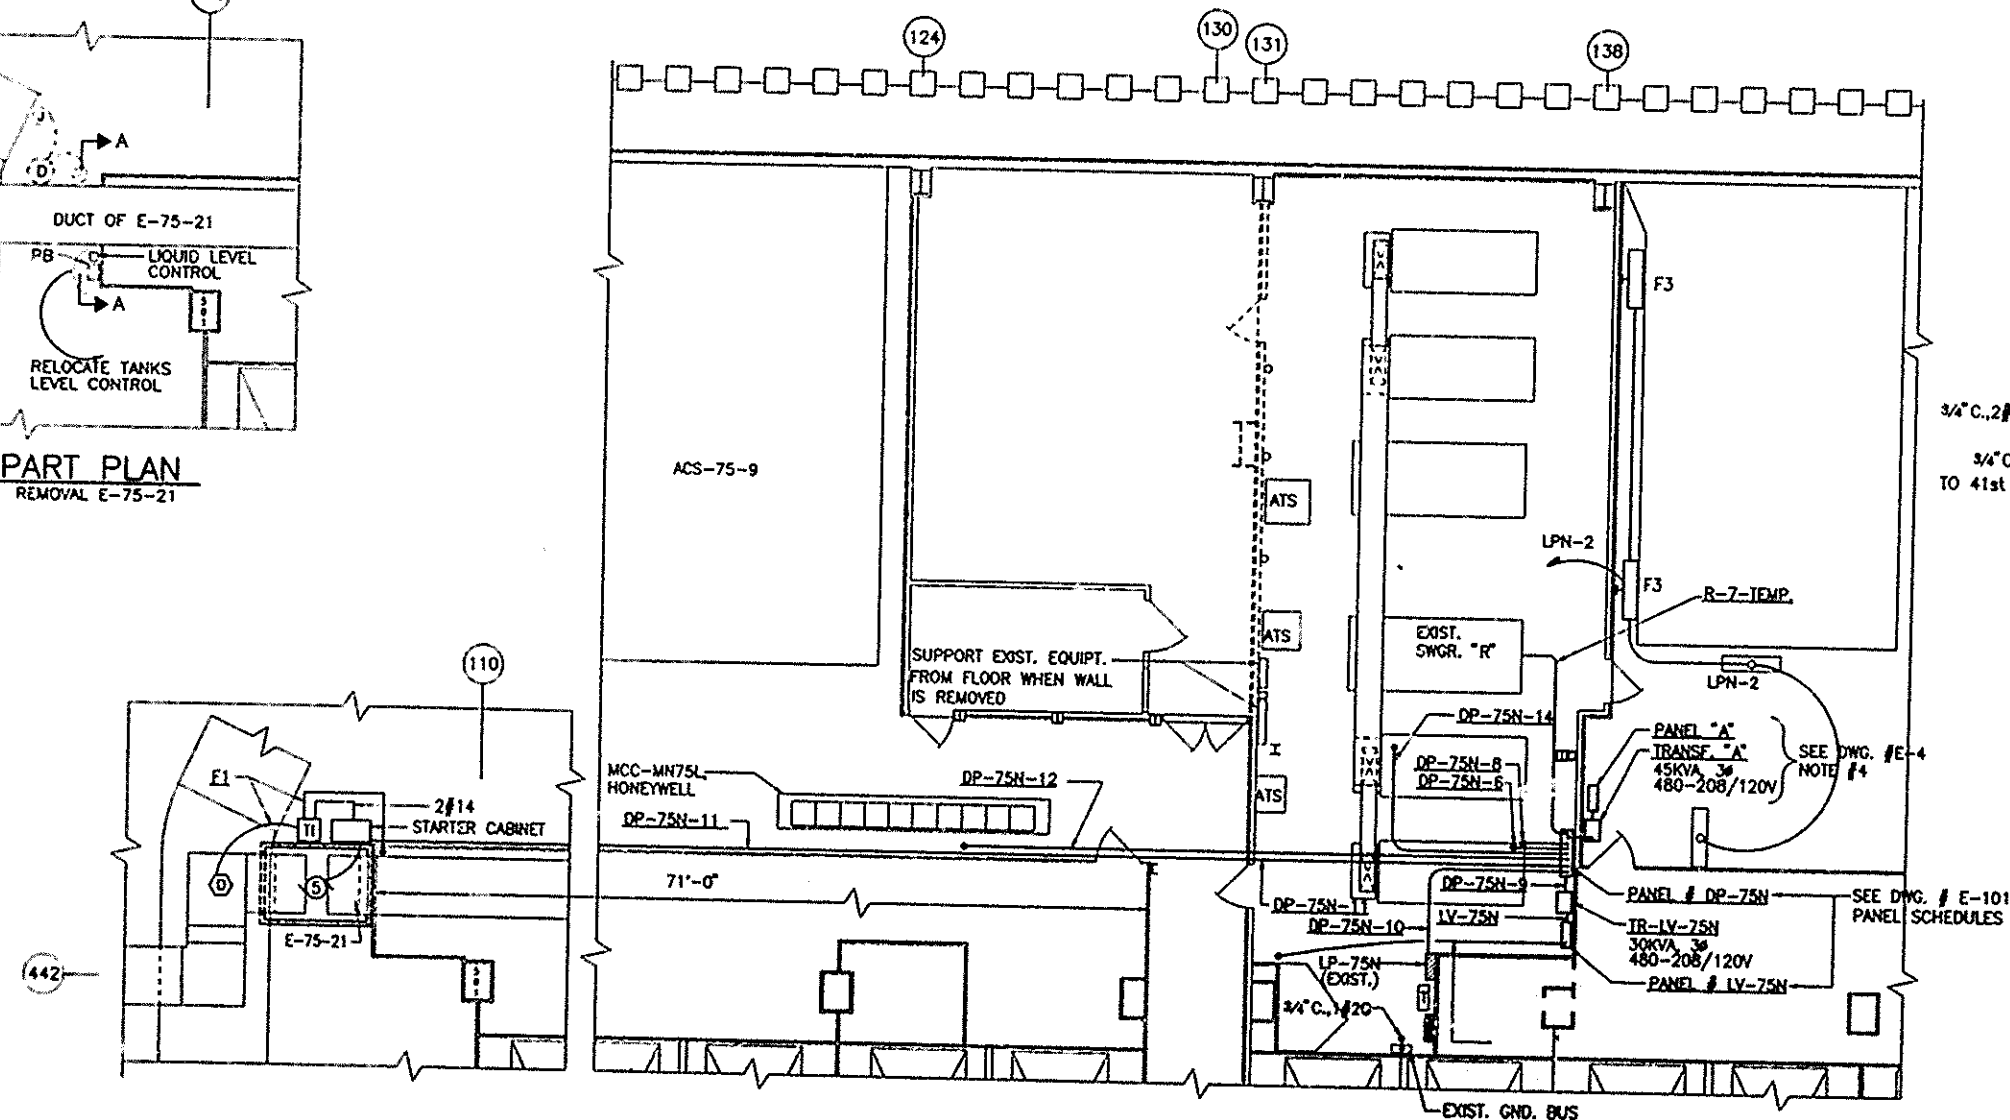 124
130
131
138
A
J
D
DUCT OF E-75-21
PB
C
LIQUID LEVEL
CONTROL
A
RELOCATE TANKS
LEVEL CONTROL
PART PLAN
REMOVAL E-75-21
ACS-75-9
F3
3/4"C.,2#
3/4"C
TO 41st
ATS
LPN-2
F3
R-7-TEMP.
ATS
EXIST.
SWGR. "R"
SUPPORT EXIST. EQUIPT.
FROM FLOOR WHEN WALL
IS REMOVED
LPN-2
110
DP-75N-14
PANEL "A"
TRANSF. "A"
45KVA, 3ø
480-208/120V
SEE DWG. #E-4
NOTE #4
F1
2#14
STARTER CABINET
MCC-MN75L
HONEYWELL
DP-75N-11
DP-75N-12
ATS
DP-75N-8
DP-75N-6
D
5
71'-0"
E-75-21
442
DP-75N-11
DP-75N-10
DP-75N-9
LV-75N
LP-75N
(EXIST.)
3/4"C.,1#2G
PANEL # DP-75N
SEE DWG. # E-101
PANEL SCHEDULES
TR-LV-75N
30KVA, 3ø
480-208/120V
PANEL # LV-75N
EXIST. GND. BUS